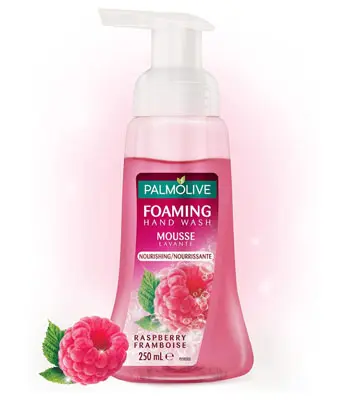 PALMOLIVE
FOAMING
HAND WASH
MOUSSE
LAVANTE
NOURISHING/NOURRISSANTE
RASPBERRY
FRAMBOISE
250 mL ℮